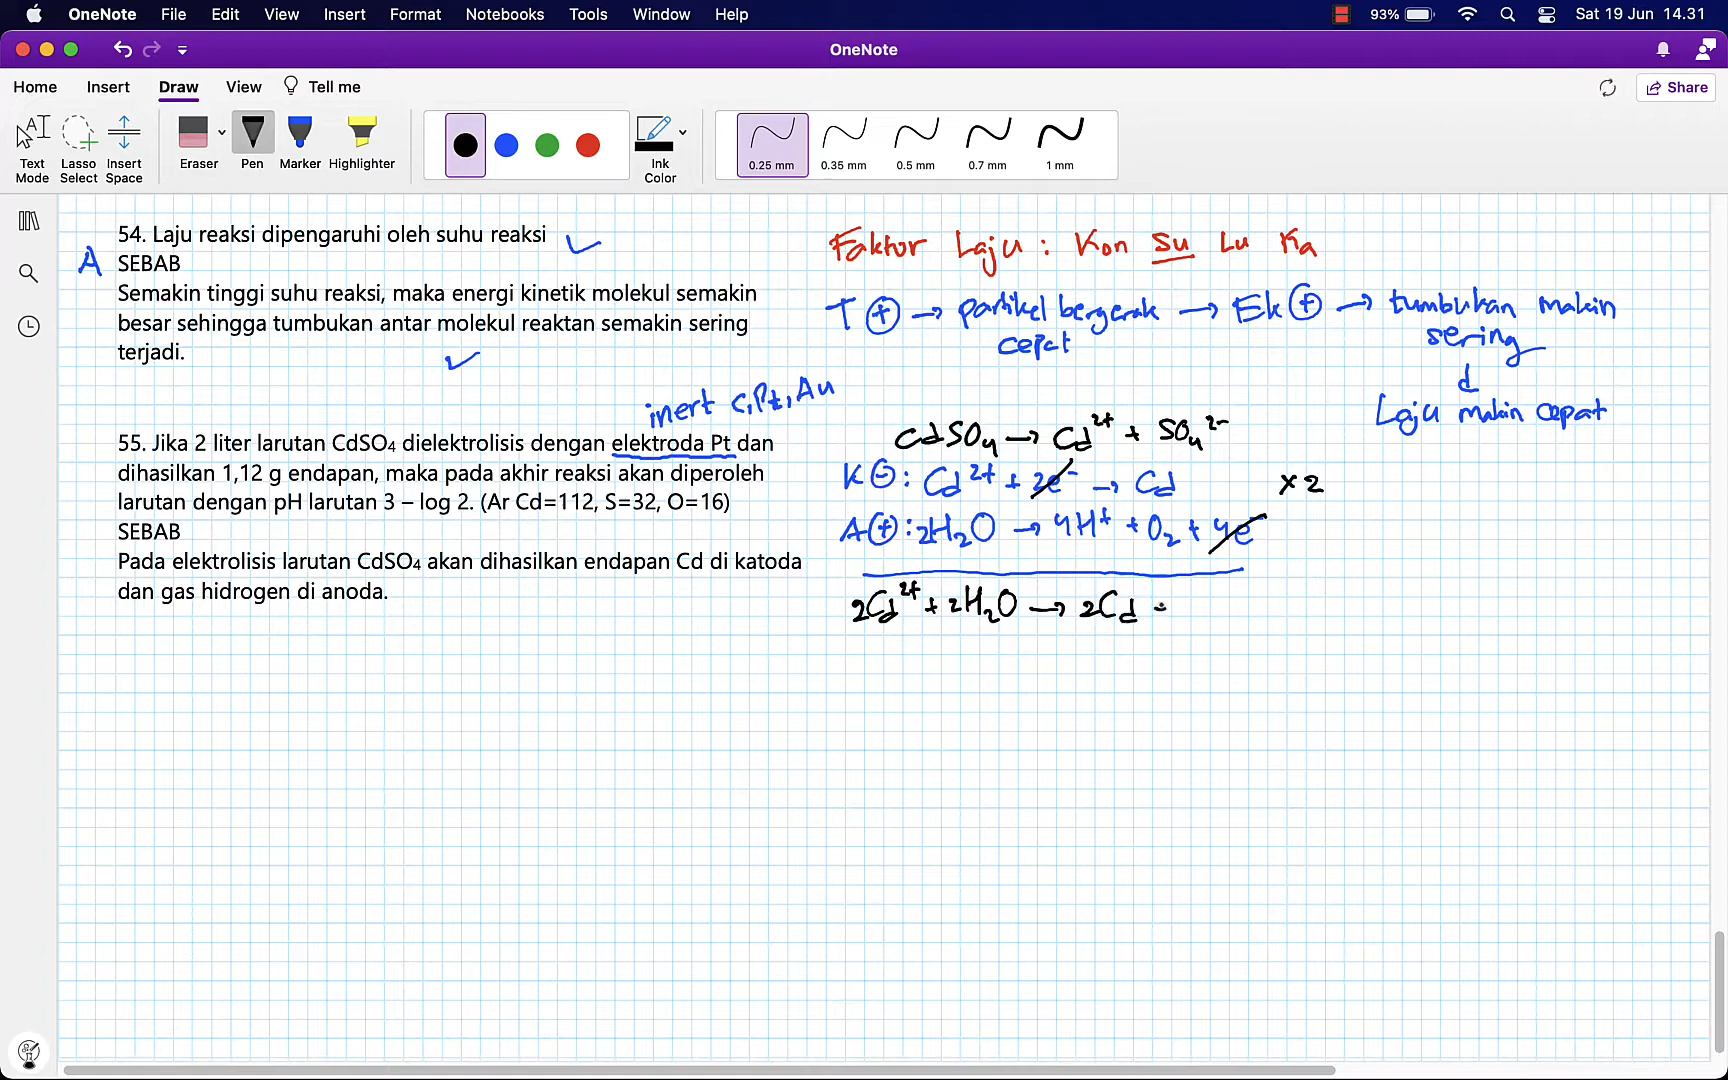 OneNote File Edit View Insert Format Notebooks Tools Window Help 93% Sat 19 Jun 14.31
OneNote
Home Insert Draw View Tell me Share
Text Mode
Lasso Select
Insert Space
Eraser
Pen
Marker
Highlighter
Ink Color
0.25 mm 0.35 mm 0.5 mm 0.7 mm 1 mm
54. Laju reaksi dipengaruhi oleh suhu reaksi
A SEBAB
Semakin tinggi suhu reaksi, maka energi kinetik molekul semakin
besar sehingga tumbukan antar molekul reaktan semakin sering
terjadi.
Faktor Laju : Kon Su Lu Ka
T (+) → partikel bergerak → Ek (+) → tumbukan makin
cepat
sering
↓
Laju makin cepat
inert C, Pt, Au
55. Jika 2 liter larutan CdSO₄ dielektrolisis dengan elektroda Pt dan
dihasilkan 1,12 g endapan, maka pada akhir reaksi akan diperoleh
larutan dengan pH larutan 3 – log 2. (Ar Cd=112, S=32, O=16)
SEBAB
Pada elektrolisis larutan CdSO₄ akan dihasilkan endapan Cd di katoda
dan gas hidrogen di anoda.
CdSO₄ → Cd²⁺ + SO₄²⁻
K (-) : Cd²⁺ + 2e⁻ → Cd ×2
A (+) : 2H₂O → 4H⁺ + O₂ + 4e⁻
2Cd²⁺ + 2H₂O → 2Cd